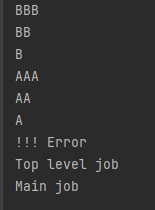 BBB
BB
B
AAA
AA
A
!!! Error
Top level job
Main job